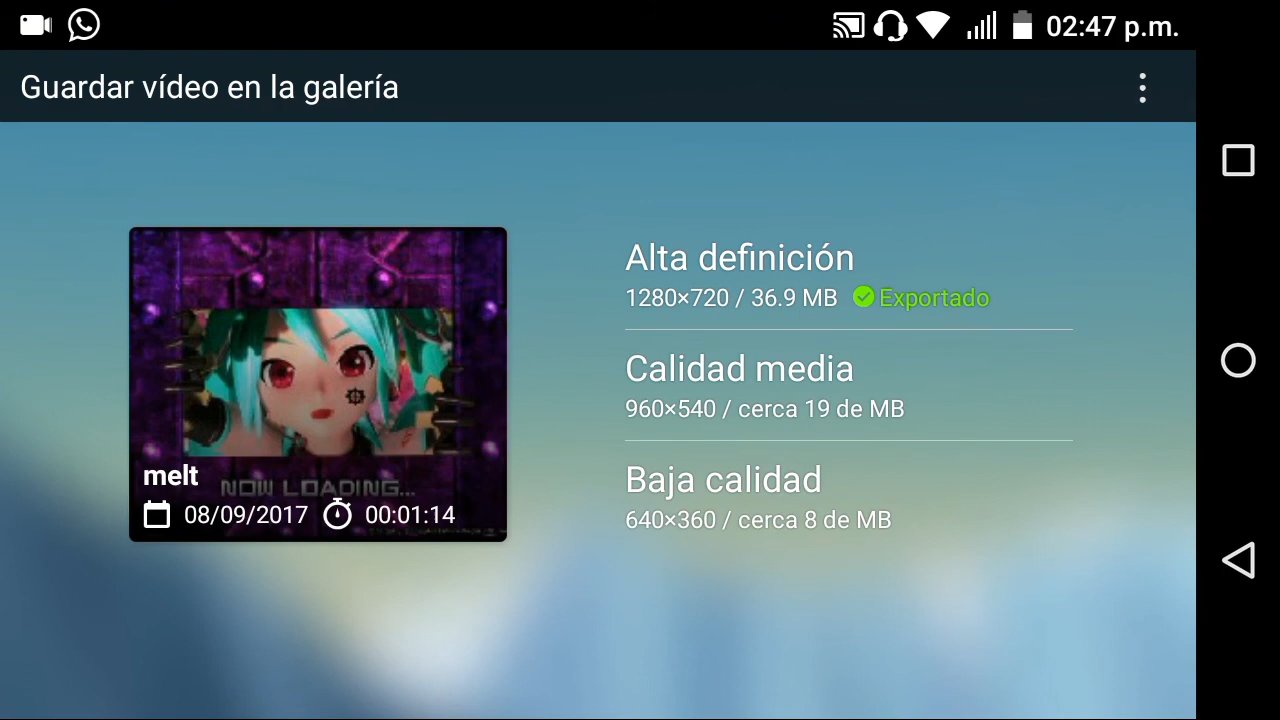 02:47 p.m.
Guardar vídeo en la galería
Alta definición
1280×720 / 36.9 MB Exportado
Calidad media
960×540 / cerca 19 de MB
Baja calidad
640×360 / cerca 8 de MB
melt
NOW LOADING...
08/09/2017 00:01:14